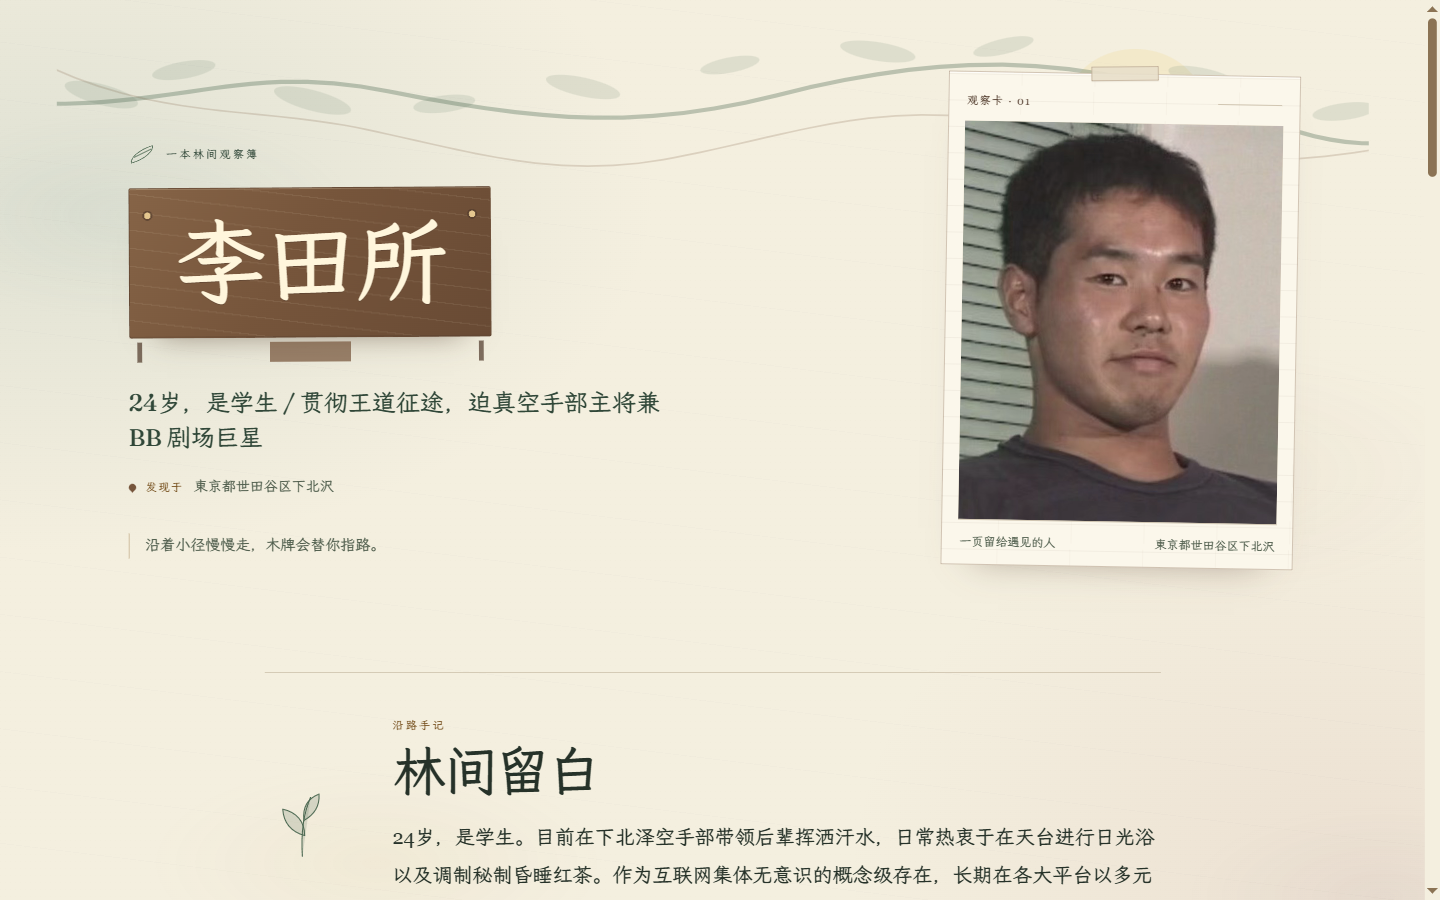 一本林间观察簿
李田所
24岁，是学生 / 贯彻王道征途，迫真空手部主将兼
BB 剧场巨星
发现于 東京都世田谷区下北沢
沿着小径慢慢走，木牌会替你指路。
观察卡 · 01
一页留给遇见的人
東京都世田谷区下北沢
沿路手记
林间留白
24岁，是学生。目前在下北泽空手部带领后辈挥洒汗水，日常热衷于在天台进行日光浴
以及调制秘制昏睡红茶。作为互联网集体无意识的概念级存在，长期在各大平台以多元